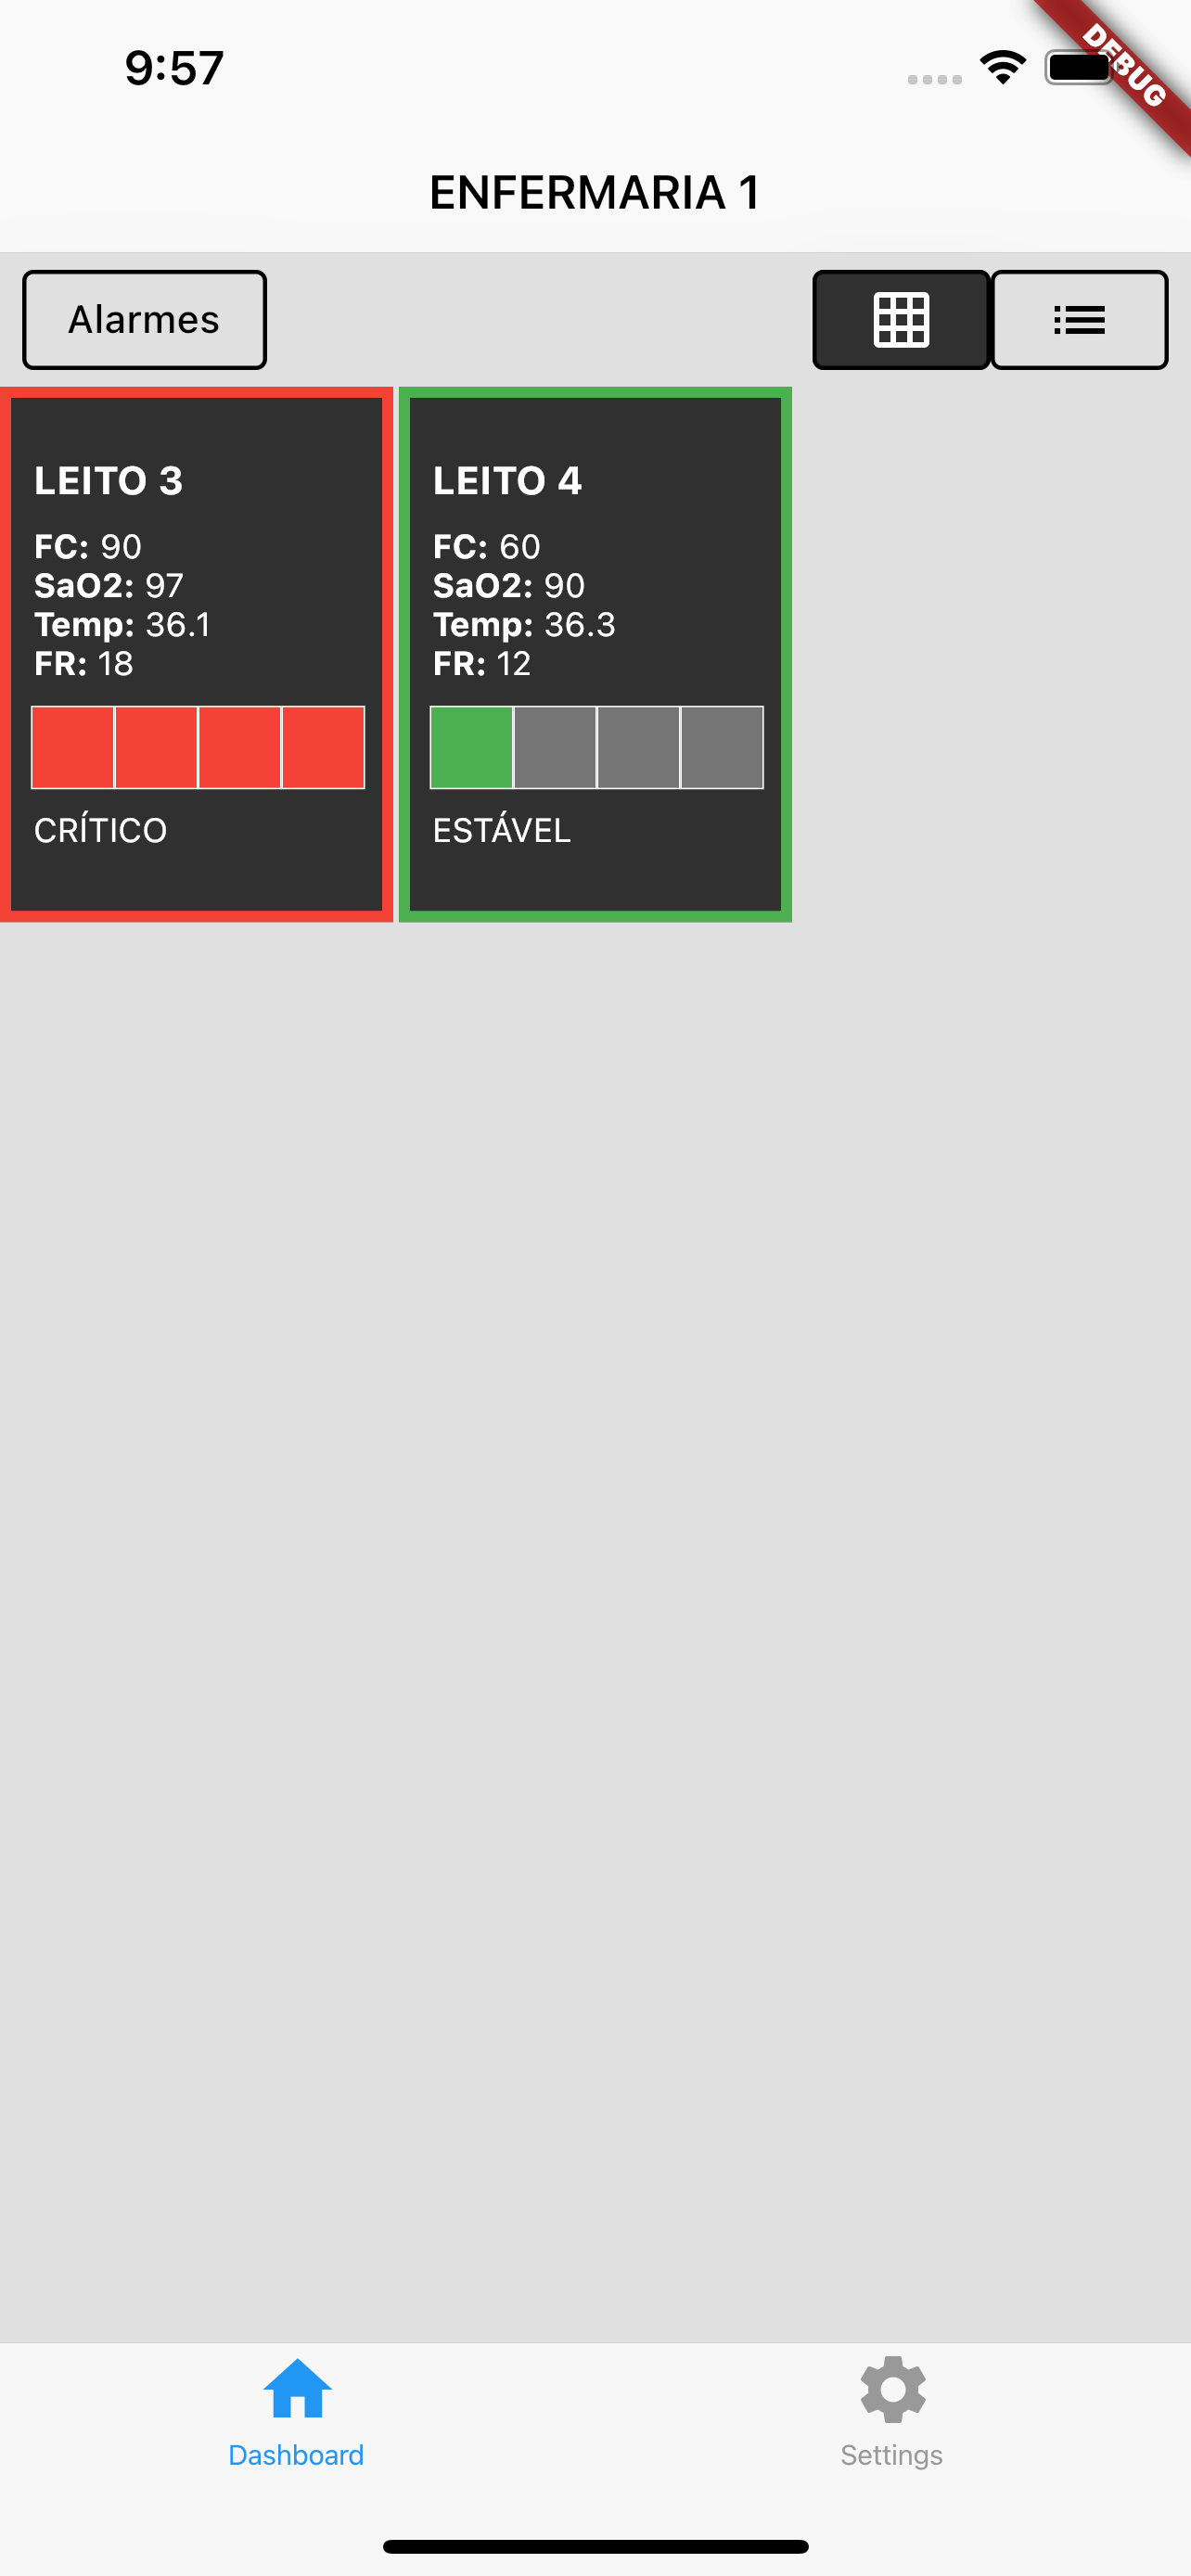 9:57
DEBUG
ENFERMARIA 1
Alarmes
LEITO 3
FC: 90
SaO2: 97
Temp: 36.1
FR: 18
CRÍTICO
LEITO 4
FC: 60
SaO2: 90
Temp: 36.3
FR: 12
ESTÁVEL
Dashboard
Settings